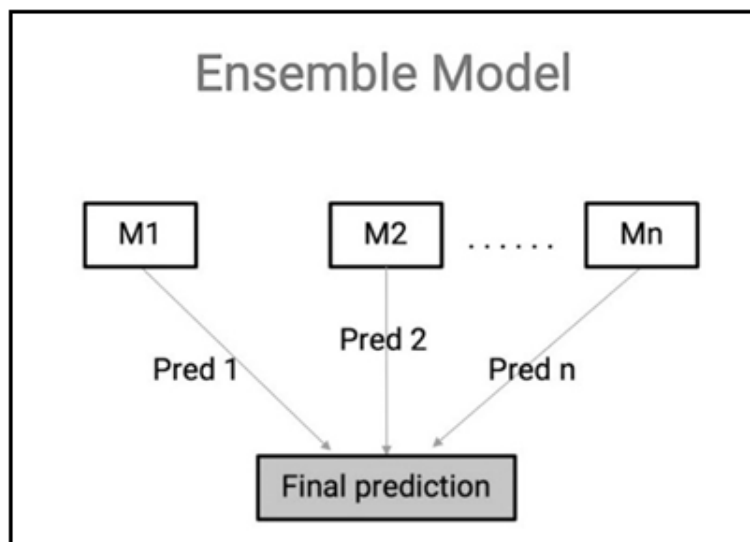 Ensemble Model
M1
M2
......
Mn
Pred 1
Pred 2
Pred n
Final prediction